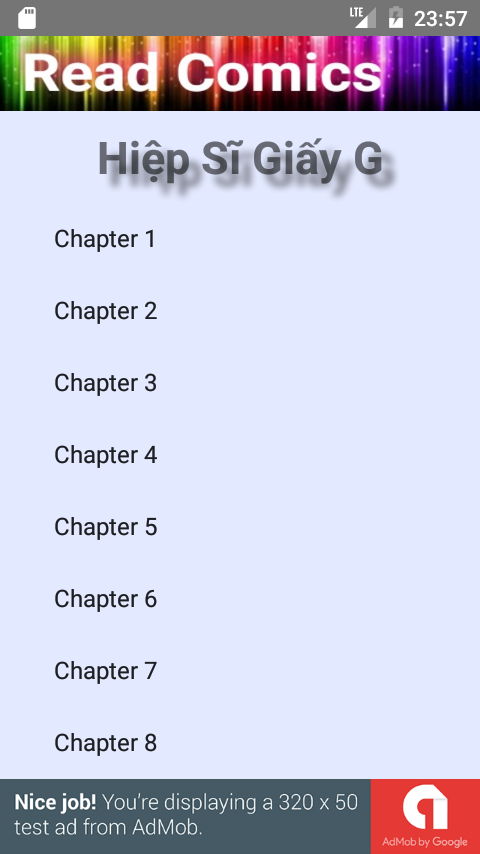 LTE 23:57
Read Comics
Hiệp Sĩ Giấy G
Chapter 1
Chapter 2
Chapter 3
Chapter 4
Chapter 5
Chapter 6
Chapter 7
Chapter 8
Nice job! You're displaying a 320 x 50
test ad from AdMob.
AdMob by Google